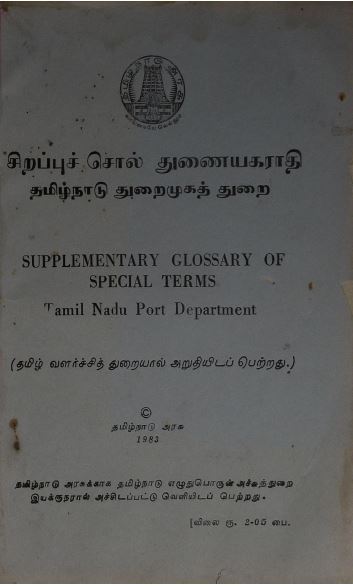 சிறப்புச் சொல் துணையகராதி
தமிழ்நாடு துறைமுகத் துறை
SUPPLEMENTARY GLOSSARY OF
SPECIAL TERMS
Tamil Nadu Port Department
(தமிழ் வளர்ச்சித் துறையால் அறுதியிடப் பெற்றது.)
©
தமிழ்நாடு அரசு
1983
தமிழ்நாடு அரசுக்காக தமிழ்நாடு எழுதுபொருள் அச்சுத்துறை
இயக்குநரால் அச்சிடப்பட்டு வெளியிடப் பெற்றது.
[விலை ரூ. 2-05 பை.